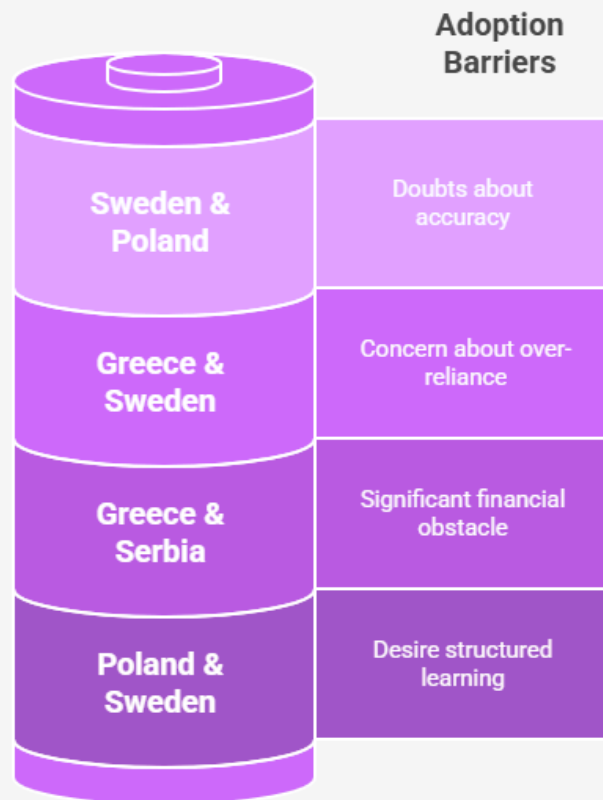 Adoption
Barriers
Sweden &
Poland
Doubts about
accuracy
Greece &
Sweden
Concern about over-
reliance
Greece &
Serbia
Significant financial
obstacle
Poland &
Sweden
Desire structured
learning